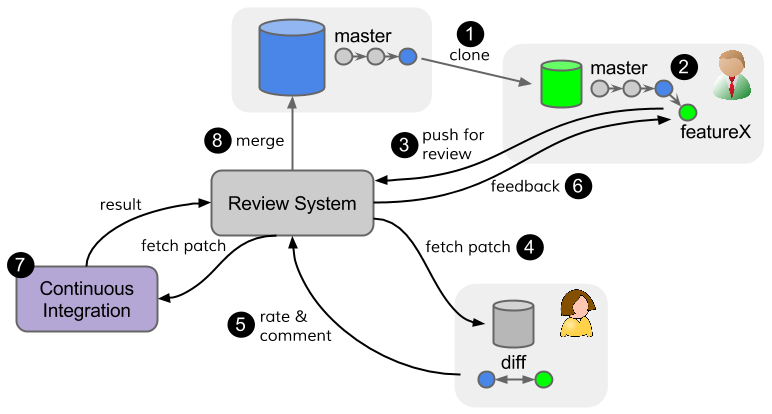 1
master
clone
master
2
featureX
3
push for
review
8
merge
feedback
6
Review System
result
fetch patch
fetch patch
4
7
Continuous
Integration
5
rate &
comment
diff